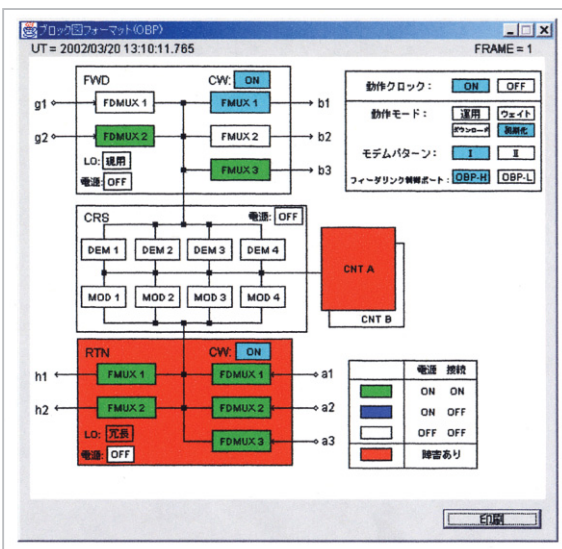 ブロック図フォーマット(OBP)
UT = 2002/03/20 13:10:11.765
FRAME = 1
FWD
CW: ON
g1
FDMUX 1
FMUX 1
b1
g2
FDMUX 2
FMUX 2
b2
LO: 現用
FMUX 3
b3
電源: OFF
動作クロック: ON OFF
動作モード: 運用 ウェイト
ダウンロード 初期化
モデムパターン: I II
フィーダリンク制御ポート: OBP-H OBP-L
CRS
電源: OFF
DEM 1 DEM 2 DEM 3 DEM 4
MOD 1 MOD 2 MOD 3 MOD 4
CNT A
CNT B
RTN
CW: ON
h1
FMUX 1
FDMUX 1
a1
h2
FMUX 2
FDMUX 2
a2
LO: 冗長
FDMUX 3
a3
電源: OFF
電源 接続
ON ON
ON OFF
OFF OFF
障害あり
印刷